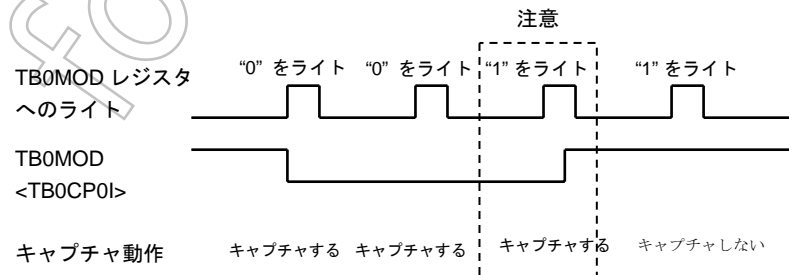 注意
“0” をライト “0” をライト “1” をライト “1” をライト
TB0MOD レジスタ
へのライト
TB0MOD
<TB0CP0I>
キャプチャ動作 キャプチャする キャプチャする キャプチャする キャプチャしない
fo